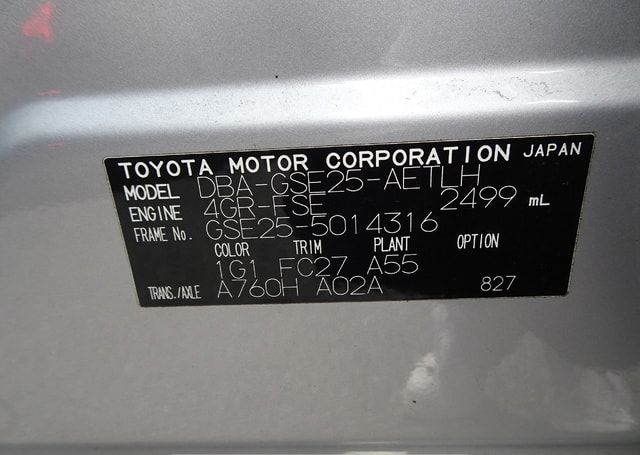 TOYOTA MOTOR CORPORATION JAPAN
MODEL DBA-GSE25-AETLH
ENGINE 4GR-FSE 2499 mL
FRAME No. GSE25-5014316
COLOR TRIM PLANT OPTION
1G1 FC27 A55
TRANS./AXLE A760H A02A 827